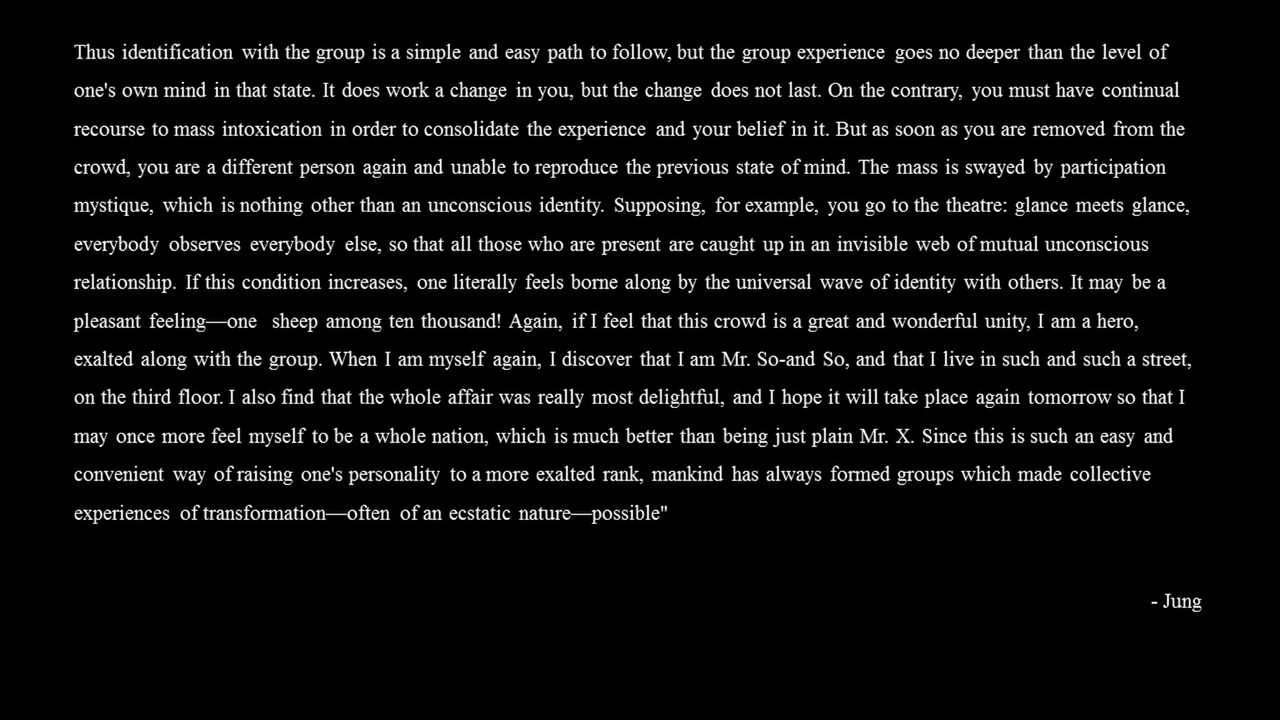 Thus identification with the group is a simple and easy path to follow, but the group experience goes no deeper than the level of
one's own mind in that state. It does work a change in you, but the change does not last. On the contrary, you must have continual
recourse to mass intoxication in order to consolidate the experience and your belief in it. But as soon as you are removed from the
crowd, you are a different person again and unable to reproduce the previous state of mind. The mass is swayed by participation
mystique, which is nothing other than an unconscious identity. Supposing, for example, you go to the theatre: glance meets glance,
everybody observes everybody else, so that all those who are present are caught up in an invisible web of mutual unconscious
relationship. If this condition increases, one literally feels borne along by the universal wave of identity with others. It may be a
pleasant feeling—one sheep among ten thousand! Again, if I feel that this crowd is a great and wonderful unity, I am a hero,
exalted along with the group. When I am myself again, I discover that I am Mr. So-and So, and that I live in such and such a street,
on the third floor. I also find that the whole affair was really most delightful, and I hope it will take place again tomorrow so that I
may once more feel myself to be a whole nation, which is much better than being just plain Mr. X. Since this is such an easy and
convenient way of raising one's personality to a more exalted rank, mankind has always formed groups which made collective
experiences of transformation—often of an ecstatic nature—possible"
- Jung